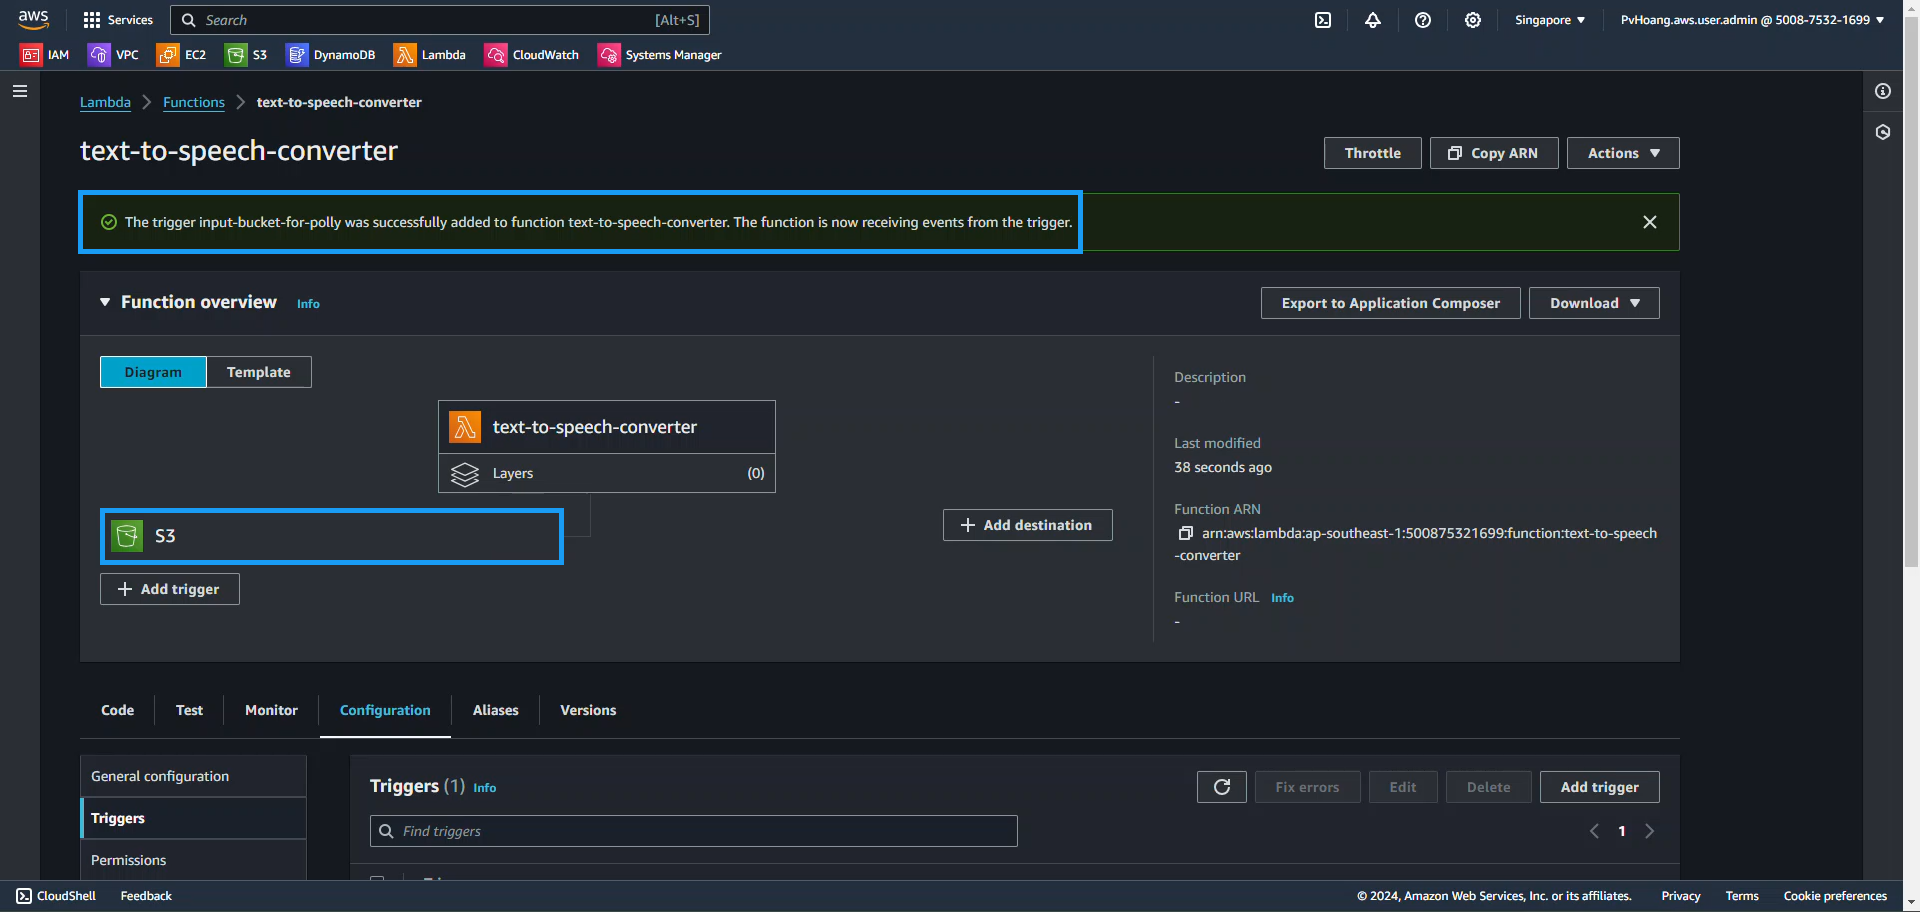 aws
Services
Search
[Alt+S]
Singapore
PvHoang.aws.user.admin @ 5008-7532-1699
IAM
VPC
EC2
S3
DynamoDB
Lambda
CloudWatch
Systems Manager
Lambda
Functions
text-to-speech-converter
text-to-speech-converter
Throttle
Copy ARN
Actions
The trigger input-bucket-for-polly was successfully added to function text-to-speech-converter. The function is now receiving events from the trigger.
Function overview
Info
Export to Application Composer
Download
Diagram
Template
text-to-speech-converter
Layers
(0)
S3
Add trigger
Add destination
Description
-
Last modified
38 seconds ago
Function ARN
arn:aws:lambda:ap-southeast-1:500875321699:function:text-to-speech
-converter
Function URL
Info
-
Code
Test
Monitor
Configuration
Aliases
Versions
General configuration
Triggers
Permissions
Triggers (1)
Info
Fix errors
Edit
Delete
Add trigger
Find triggers
1
CloudShell
Feedback
© 2024, Amazon Web Services, Inc. or its affiliates.
Privacy
Terms
Cookie preferences